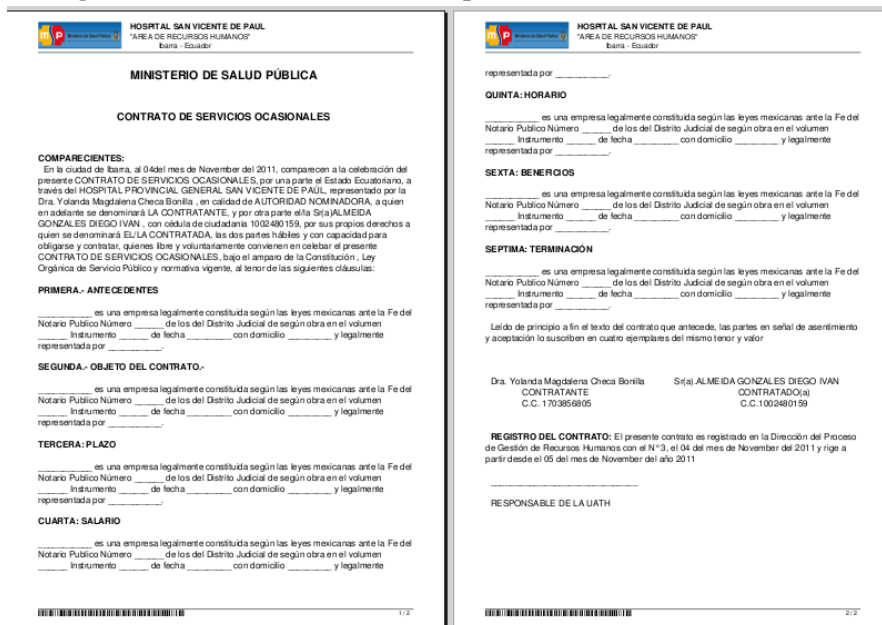 HOSPITAL SAN VICENTE DE PAUL
"AREA DE RECURSOS HUMANOS"
Ibarra - Ecuador
MINISTERIO DE SALUD PÚBLICA
CONTRATO DE SERVICIOS OCASIONALES
COMPARECIENTES:
En la ciudad de Ibarra, al 04del mes de November del 2011, comparecen a la celebración del
presente CONTRATO DE SERVICIOS OCASIONALES, por una parte el Estado Ecuatoriano, a
través del HOSPITAL PROVINCIAL GENERAL SAN VICENTE DE PAÚL, representado por la
Dra. Yolanda Magdalena Checa Bonilla , en calidad de AUTORIDAD NOMINADORA, a quien
en adelante se denominará LA CONTRATANTE, y por otra parte el/la Sr(a)ALMEIDA
GONZALES DIEGO IVAN , con cédula de ciudadania 1002480159, por sus propios derechos a
quien se denominará EL/LA CONTRATADA, las dos partes hábiles y con capacidad para
obligarse y contratar, quienes libre y voluntariamente convienen en celebar el presente
CONTRATO DE SERVICIOS OCASIONALES, bajo el amparo de la Constitución , Ley
Orgánica de Servicio Público y normativa vigente, al tenor de las siguientes cláusulas:
PRIMERA.- ANTECEDENTES
___________ es una empresa legalmente constituida según las leyes mexicanas ante la Fe del
Notario Publico Número ______ de los del Distrito Judicial de según obra en el volumen
______ Instrumento ______ de fecha _________ con domicilio _________ y legalmente
representada por ___________.
SEGUNDA.- OBJETO DEL CONTRATO.-
___________ es una empresa legalmente constituida según las leyes mexicanas ante la Fe del
Notario Publico Número ______ de los del Distrito Judicial de según obra en el volumen
______ Instrumento ______ de fecha _________ con domicilio _________ y legalmente
representada por ___________.
TERCERA: PLAZO
___________ es una empresa legalmente constituida según las leyes mexicanas ante la Fe del
Notario Publico Número ______ de los del Distrito Judicial de según obra en el volumen
______ Instrumento ______ de fecha _________ con domicilio _________ y legalmente
representada por ___________.
CUARTA: SALARIO
___________ es una empresa legalmente constituida según las leyes mexicanas ante la Fe del
Notario Publico Número ______ de los del Distrito Judicial de según obra en el volumen
______ Instrumento ______ de fecha _________ con domicilio _________ y legalmente
1 / 2
HOSPITAL SAN VICENTE DE PAUL
"AREA DE RECURSOS HUMANOS"
Ibarra - Ecuador
representada por ___________.
QUINTA: HORARIO
___________ es una empresa legalmente constituida según las leyes mexicanas ante la Fe del
Notario Publico Número ______ de los del Distrito Judicial de según obra en el volumen
______ Instrumento ______ de fecha _________ con domicilio _________ y legalmente
representada por ___________.
SEXTA: BENEFICIOS
___________ es una empresa legalmente constituida según las leyes mexicanas ante la Fe del
Notario Publico Número ______ de los del Distrito Judicial de según obra en el volumen
______ Instrumento ______ de fecha _________ con domicilio _________ y legalmente
representada por ___________.
SEPTIMA: TERMINACIÓN
___________ es una empresa legalmente constituida según las leyes mexicanas ante la Fe del
Notario Publico Número ______ de los del Distrito Judicial de según obra en el volumen
______ Instrumento ______ de fecha _________ con domicilio _________ y legalmente
representada por ___________.
Leido de principio a fin el texto del contrato que antecede, las partes en señal de asentimiento
y aceptación lo suscriben en cuatro ejemplares del mismo tenor y valor
Dra. Yolanda Magdalena Checa Bonilla Sr(a).ALMEIDA GONZALES DIEGO IVAN
CONTRATANTE CONTRATADO(a)
C.C. 1703856805 C.C.1002480159
REGISTRO DEL CONTRATO: El presente contrato es registrado en la Dirección del Proceso
de Gestión de Recursos Humanos con el N° 3, el 04 del mes de November del 2011 y rige a
partir desde el 05 del mes de November del año 2011
______________________________
RESPONSABLE DE LA UATH
2 / 2